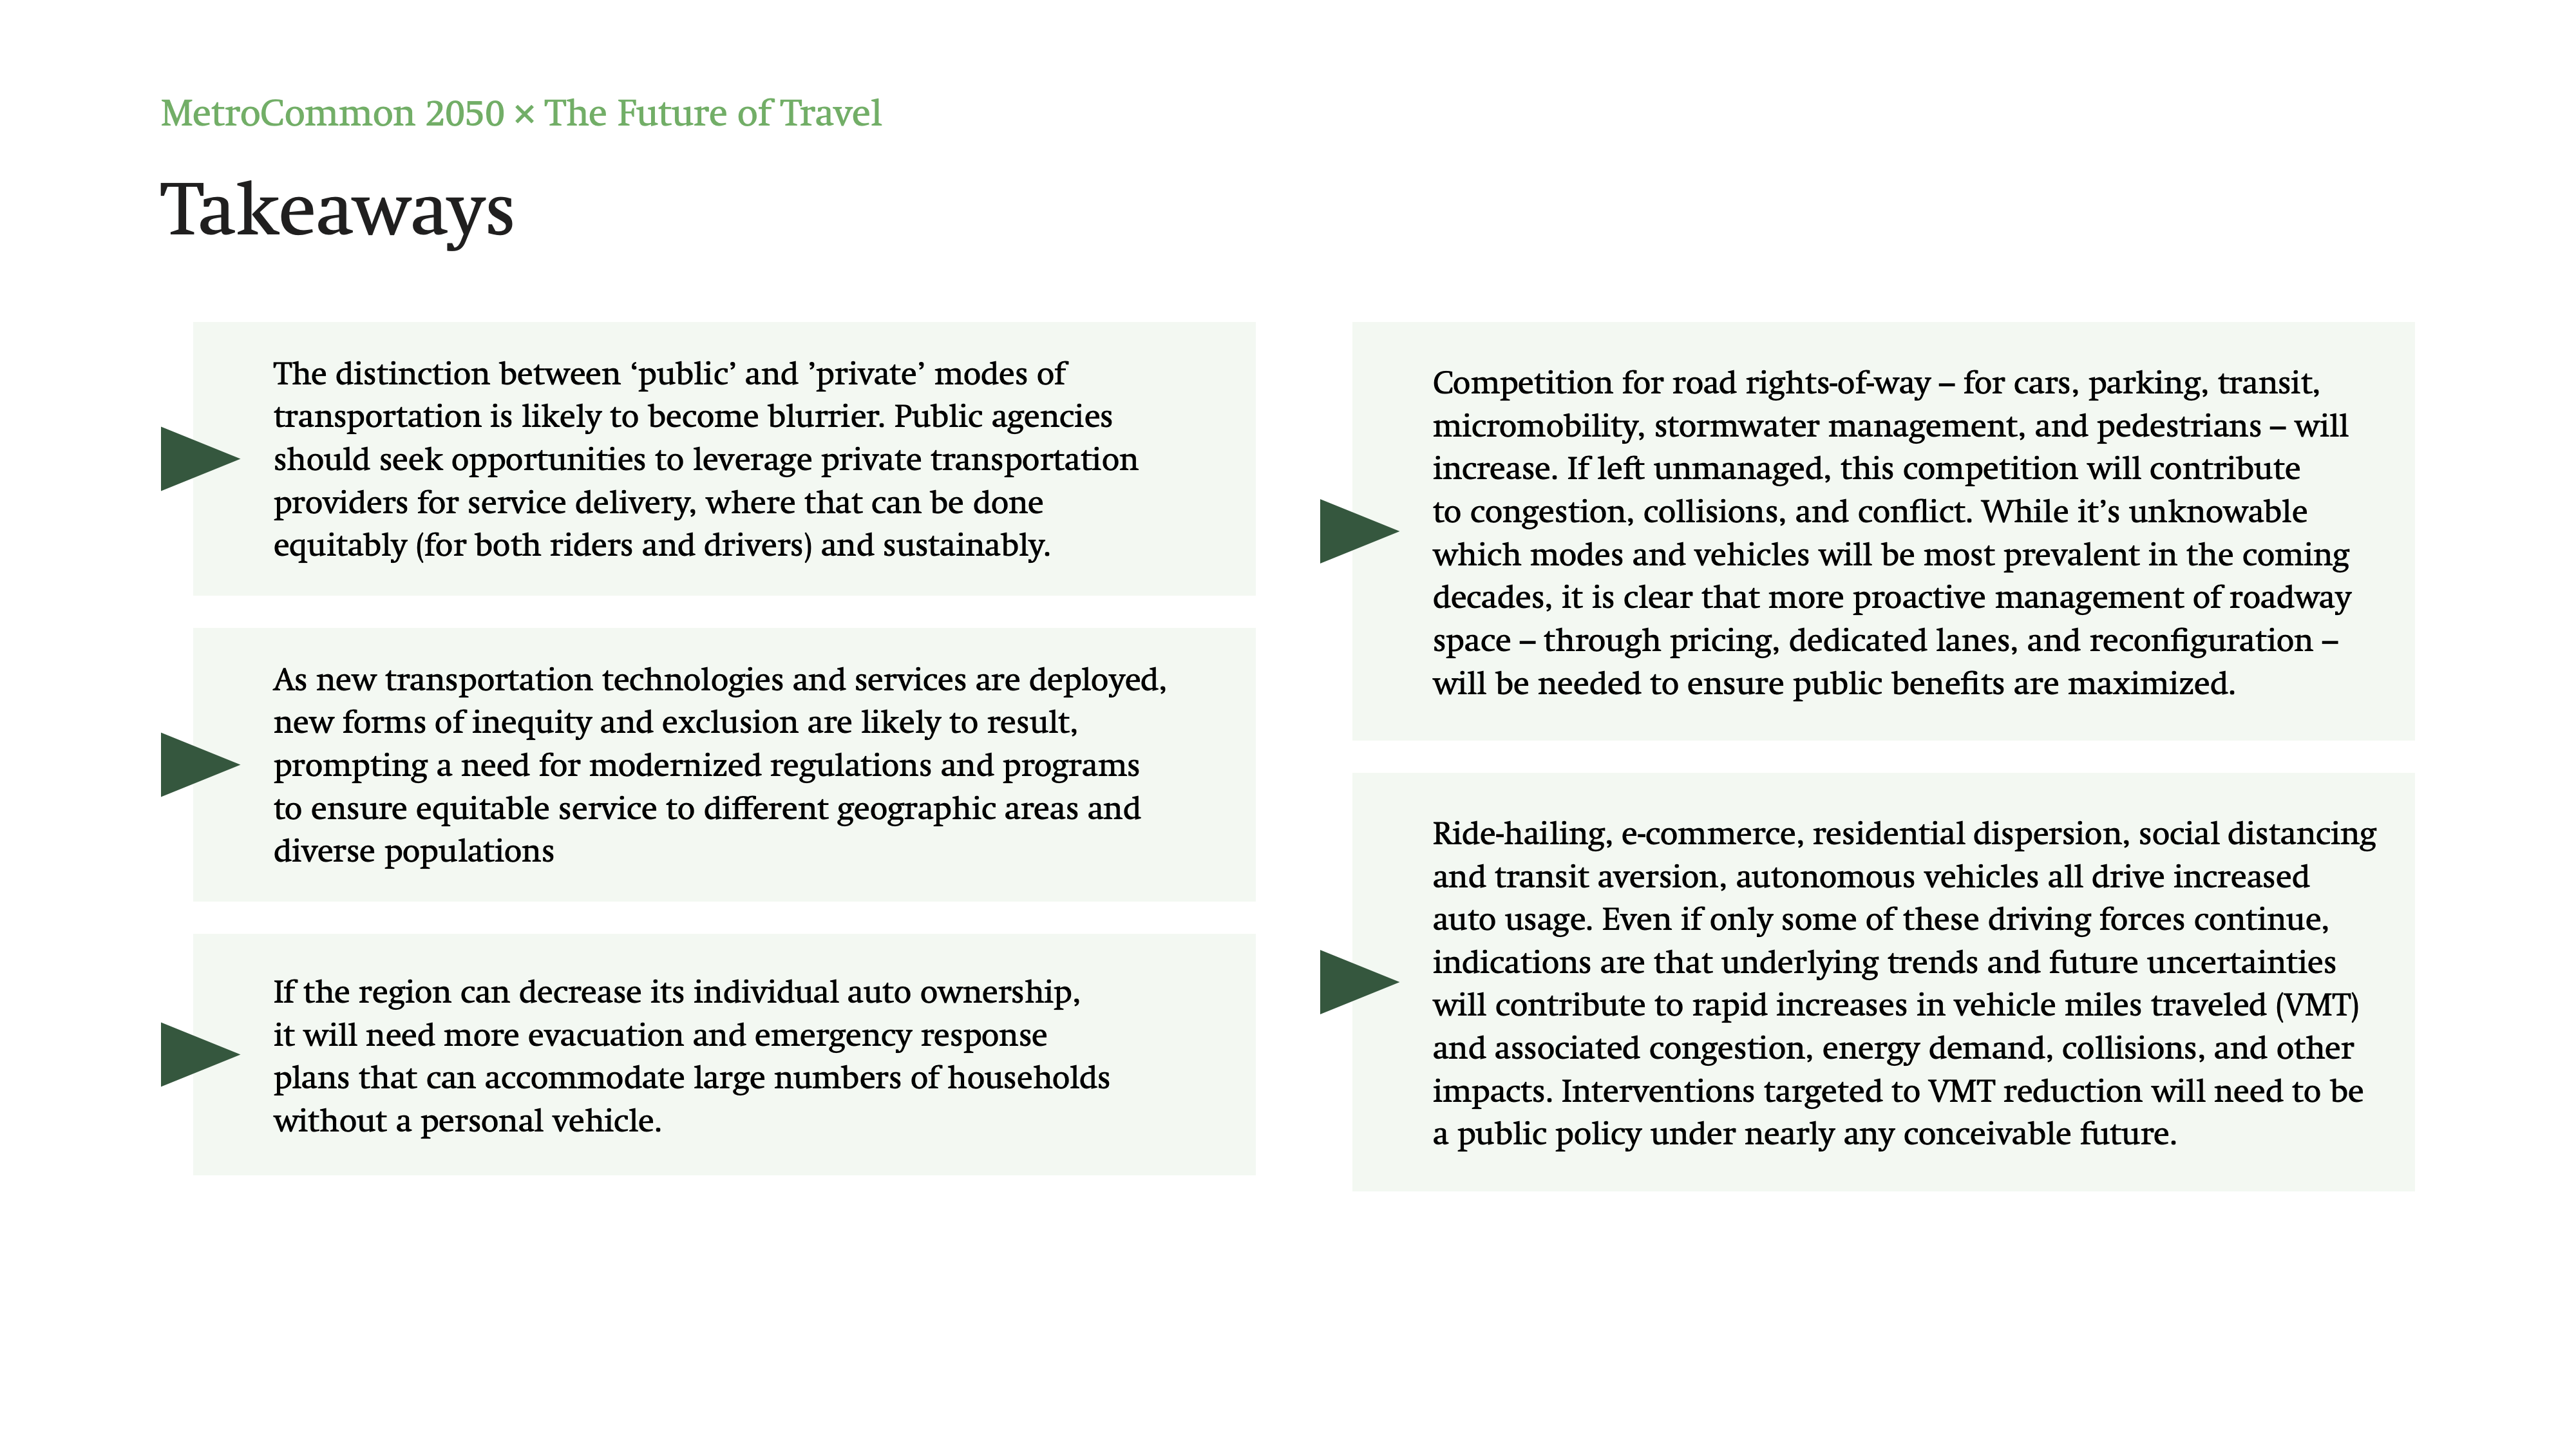 MetroCommon 2050 × The Future of Travel
Takeaways
The distinction between ‘public’ and ’private’ modes of
transportation is likely to become blurrier. Public agencies
should seek opportunities to leverage private transportation
providers for service delivery, where that can be done
equitably (for both riders and drivers) and sustainably.
As new transportation technologies and services are deployed,
new forms of inequity and exclusion are likely to result,
prompting a need for modernized regulations and programs
to ensure equitable service to different geographic areas and
diverse populations
If the region can decrease its individual auto ownership,
it will need more evacuation and emergency response
plans that can accommodate large numbers of households
without a personal vehicle.
Competition for road rights-of-way – for cars, parking, transit,
micromobility, stormwater management, and pedestrians – will
increase. If left unmanaged, this competition will contribute
to congestion, collisions, and conflict. While it’s unknowable
which modes and vehicles will be most prevalent in the coming
decades, it is clear that more proactive management of roadway
space – through pricing, dedicated lanes, and reconfiguration –
will be needed to ensure public benefits are maximized.
Ride-hailing, e-commerce, residential dispersion, social distancing
and transit aversion, autonomous vehicles all drive increased
auto usage. Even if only some of these driving forces continue,
indications are that underlying trends and future uncertainties
will contribute to rapid increases in vehicle miles traveled (VMT)
and associated congestion, energy demand, collisions, and other
impacts. Interventions targeted to VMT reduction will need to be
a public policy under nearly any conceivable future.